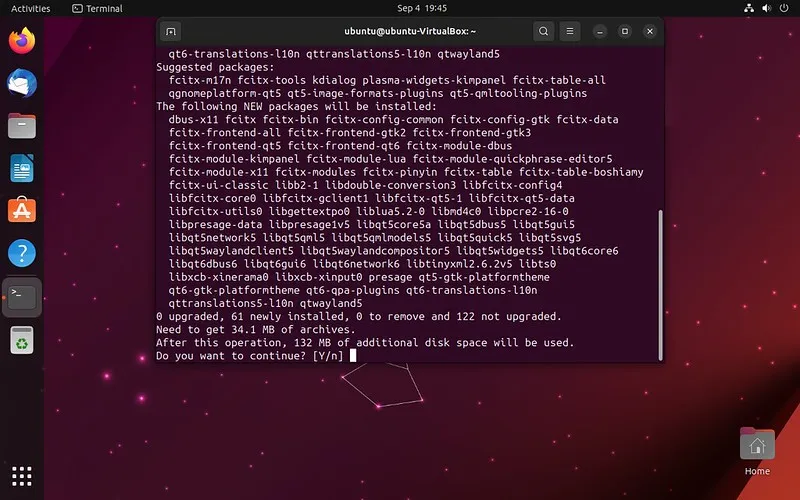 Activities
Terminal
Sep 4 19:45
ubuntu@ubuntu-VirtualBox: ~
qt6-translations-l10n qttranslations5-l10n qtwayland5
Suggested packages:
fcitx-m17n fcitx-tools kdialog plasma-widgets-kimpanel fcitx-table-all
qgnomeplatform-qt5 qt5-image-formats-plugins qt5-qmltooling-plugins
The following NEW packages will be installed:
dbus-x11 fcitx fcitx-bin fcitx-config-common fcitx-config-gtk fcitx-data
fcitx-frontend-all fcitx-frontend-gtk2 fcitx-frontend-gtk3
fcitx-frontend-qt5 fcitx-frontend-qt6 fcitx-module-dbus
fcitx-module-kimpanel fcitx-module-lua fcitx-module-quickphrase-editor5
fcitx-module-x11 fcitx-modules fcitx-pinyin fcitx-table fcitx-table-boshiamy
fcitx-ui-classic libb2-1 libdouble-conversion3 libfcitx-config4
libfcitx-core0 libfcitx-gclient1 libfcitx-qt5-1 libfcitx-qt5-data
libfcitx-utils0 libgettextpo0 liblua5.2-0 libmd4c0 libpcre2-16-0
libpresage-data libpresage1v5 libqt5core5a libqt5dbus5 libqt5gui5
libqt5network5 libqt5qml5 libqt5qmlmodels5 libqt5quick5 libqt5svg5
libqt5waylandclient5 libqt5waylandcompositor5 libqt5widgets5 libqt6core6
libqt6dbus6 libqt6gui6 libqt6network6 libtinyxml2.6.2v5 libts0
libxcb-xinerama0 libxcb-xinput0 presage qt5-gtk-platformtheme
qt6-gtk-platformtheme qt6-qpa-plugins qt6-translations-l10n
qttranslations5-l10n qtwayland5
0 upgraded, 61 newly installed, 0 to remove and 122 not upgraded.
Need to get 34.1 MB of archives.
After this operation, 132 MB of additional disk space will be used.
Do you want to continue? [Y/n]
Home